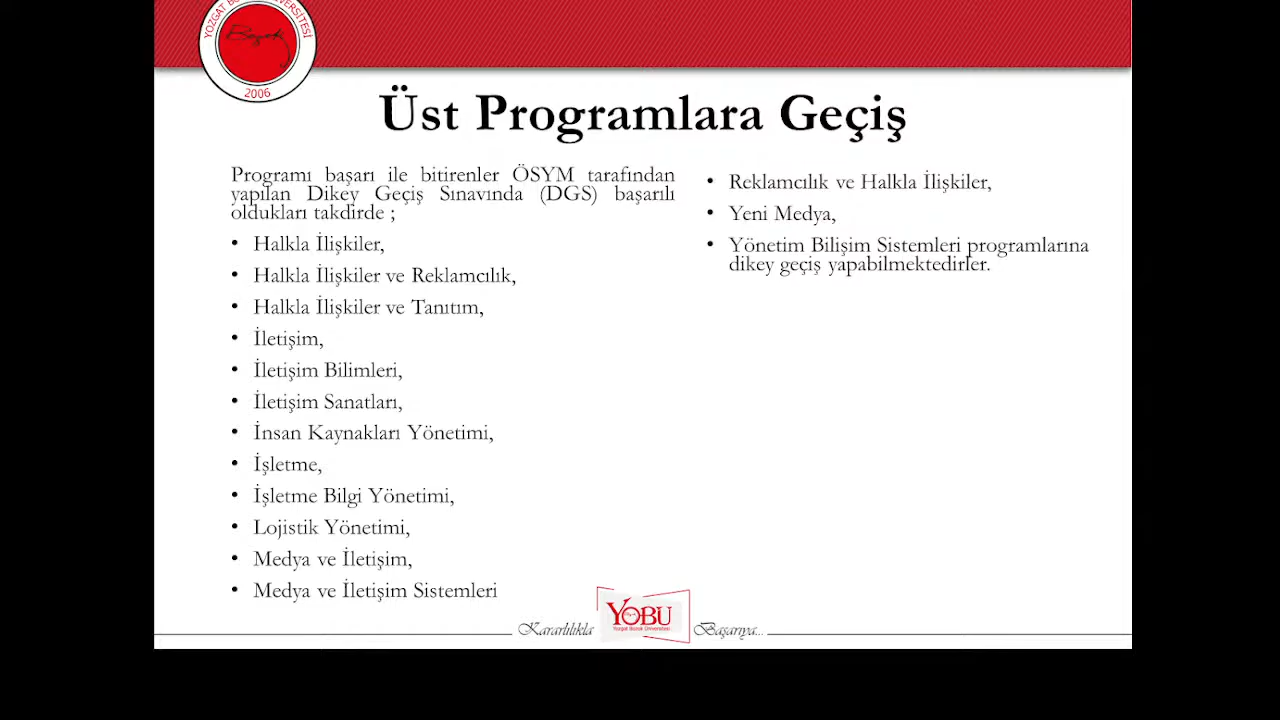 2006
Üst Programlara Geçiş
Programı başarı ile bitirenler ÖSYM tarafından
yapılan Dikey Geçiş Sınavında (DGS) başarılı
oldukları takdirde ;
• Halkla İlişkiler,
• Halkla İlişkiler ve Reklamcılık,
• Halkla İlişkiler ve Tanıtım,
• İletişim,
• İletişim Bilimleri,
• İletişim Sanatları,
• İnsan Kaynakları Yönetimi,
• İşletme,
• İşletme Bilgi Yönetimi,
• Lojistik Yönetimi,
• Medya ve İletişim,
• Medya ve İletişim Sistemleri
• Reklamcılık ve Halkla İlişkiler,
• Yeni Medya,
• Yönetim Bilişim Sistemleri programlarına
dikey geçiş yapabilmektedirler.
Kararlılıkla
YOBU
Yozgat Bozok Üniversitesi
Başarıya...